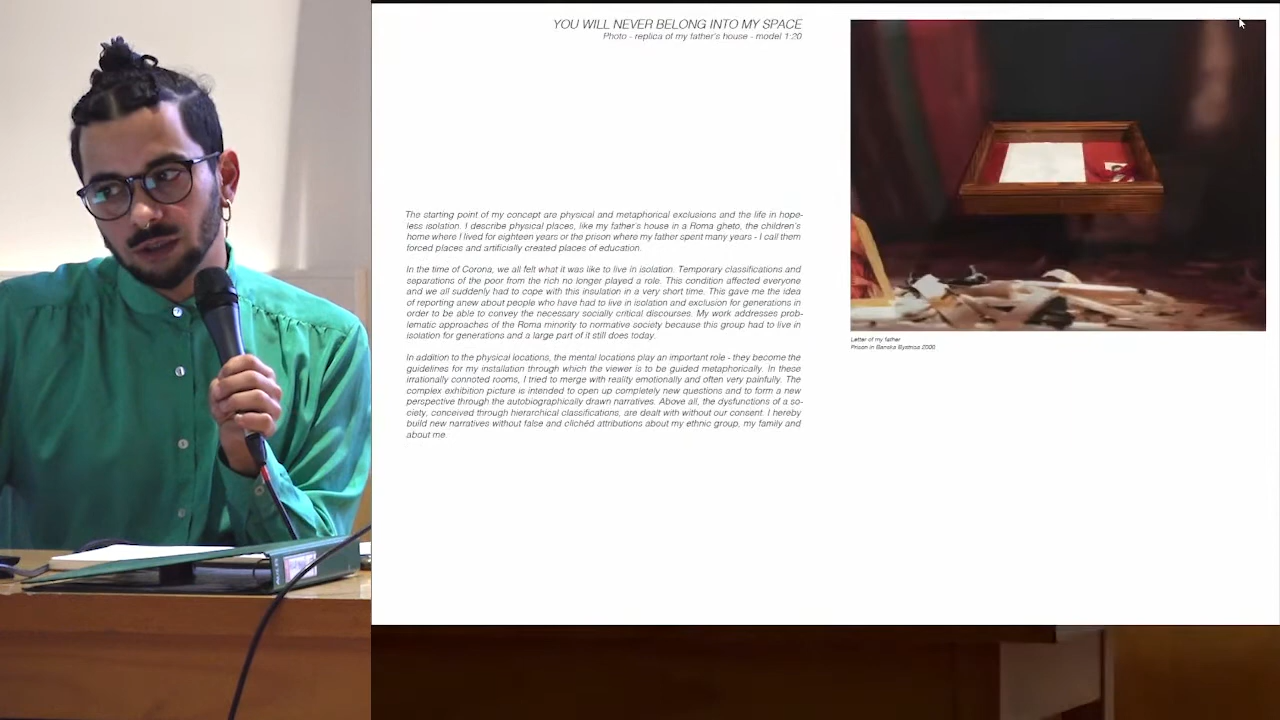 YOU WILL NEVER BELONG INTO MY SPACE
Photo - replica of my father's house - model 1:20
The starting point of my concept are physical and metaphorical exclusions and the life in hope-
less isolation. I describe physical places, like my father's house in a Roma gheto, the children's
home where I lived for eighteen years or the prison where my father spent many years - I call them
forced places and artificially created places of education.
In the time of Corona, we all felt what it was like to live in isolation. Temporary classifications and
separations of the poor from the rich no longer played a role. This condition affected everyone
and we all suddenly had to cope with this insulation in a very short time. This gave me the idea
of reporting anew about people who have had to live in isolation and exclusion for generations in
order to be able to convey the necessary socially critical discourses. My work addresses prob-
lematic approaches of the Roma minority to normative society because this group had to live in
isolation for generations and a large part of it still does today.
In addition to the physical locations, the mental locations play an important role - they become the
guidelines for my installation through which the viewer is to be guided metaphorically. In these
irrationally connoted rooms, I tried to merge with reality emotionally and often very painfully. The
complex exhibition picture is intended to open up completely new questions and to form a new
perspective through the autobiographically drawn narratives. Above all, the dysfunctions of a so-
ciety, conceived through hierarchical classifications, are dealt with without our consent. I hereby
build new narratives without false and clichéd attributions about my ethnic group, my family and
about me.
Letter of my father
Prison in Banska Bystrica 2000